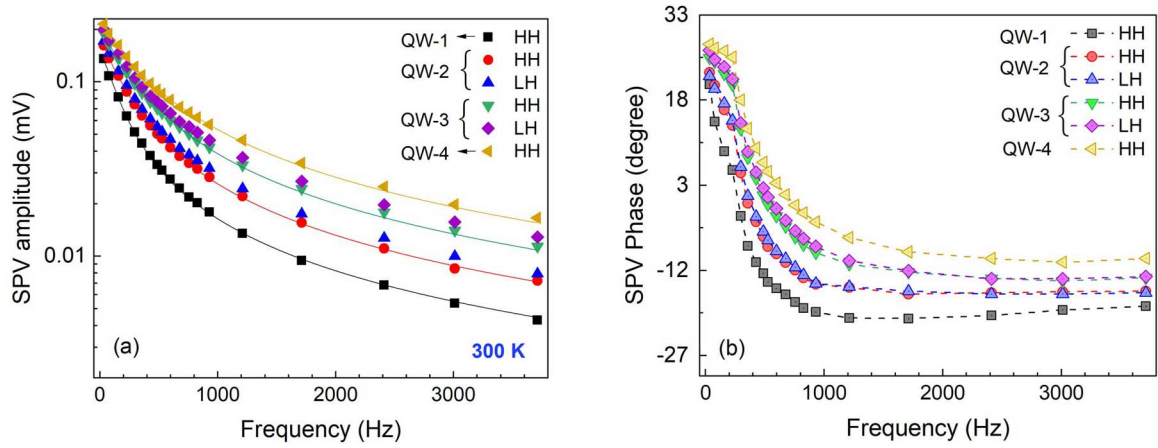 SPV amplitude (mV)
0.1
0.01
QW-1 HH
QW-2 HH
LH
QW-3 HH
LH
QW-4 HH
(a)
300 K
0 1000 2000 3000
Frequency (Hz)
SPV Phase (degree)
33
18
3
-12
-27
QW-1 HH
QW-2 HH
LH
QW-3 HH
LH
QW-4 HH
(b)
0 1000 2000 3000
Frequency (Hz)